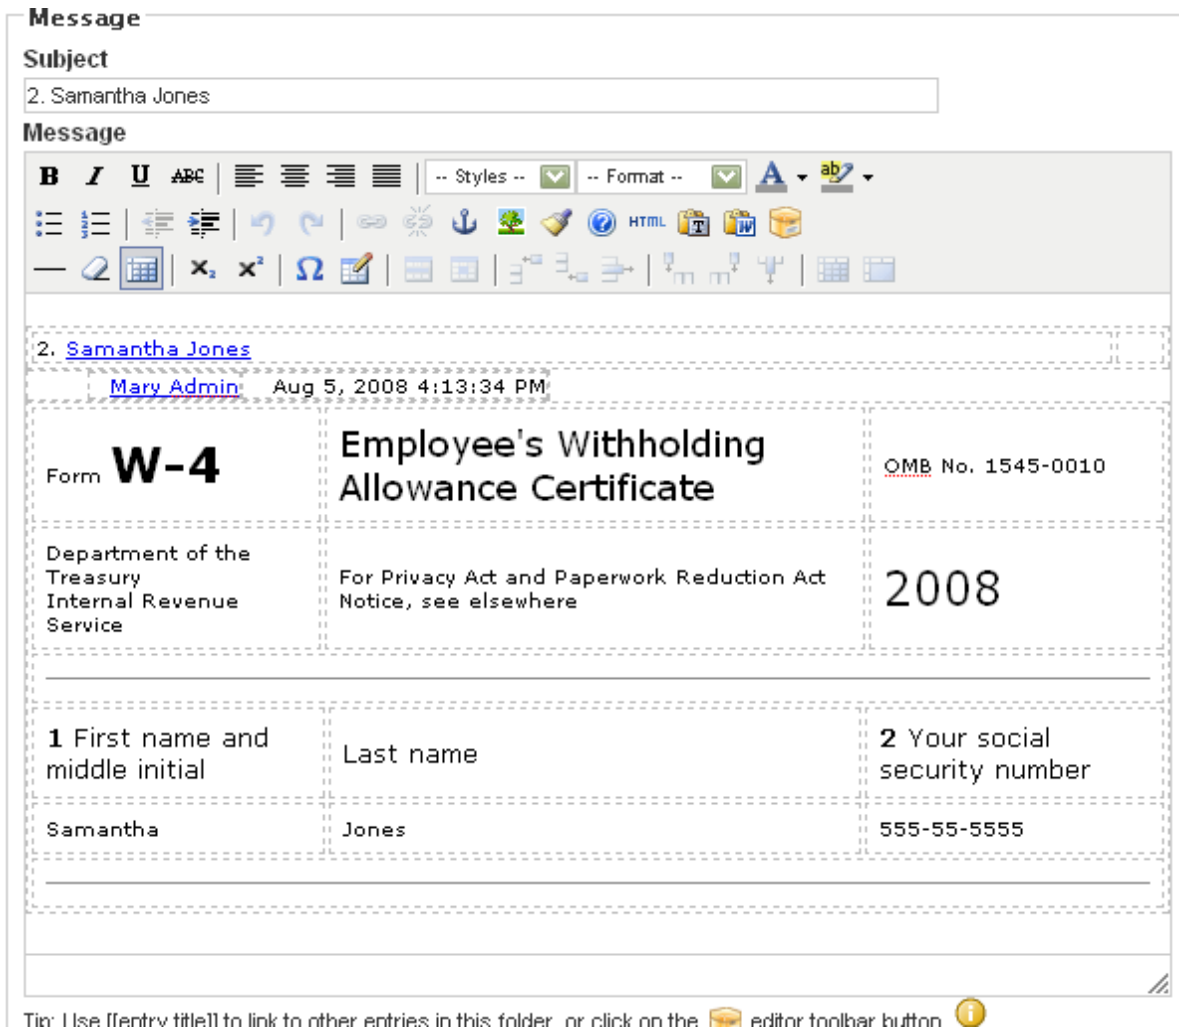 Message
Subject
2. Samantha Jones
Message
B I U ABC -- Styles -- -- Format -- A ab
HTML T W
x₂ x² Ω
2. Samantha Jones
Mary Admin Aug 5, 2008 4:13:34 PM
Form W-4
Employee's Withholding
Allowance Certificate
OMB No. 1545-0010
Department of the
Treasury
Internal Revenue
Service
For Privacy Act and Paperwork Reduction Act
Notice, see elsewhere
2008
1 First name and
middle initial
Last name
2 Your social
security number
Samantha
Jones
555-55-5555
Tip: Use [[entry title]] to link to other entries in this folder, or click on the editor toolbar button.